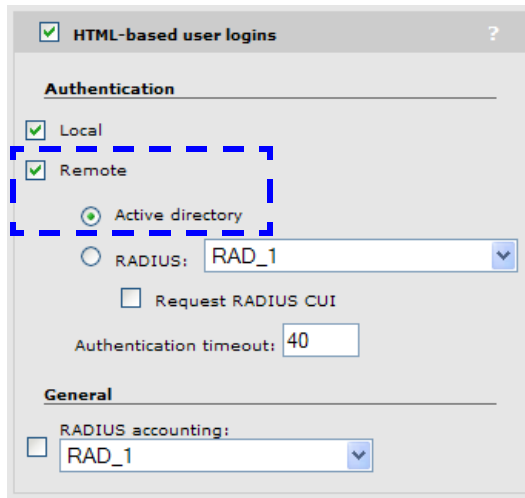 HTML-based user logins ?
Authentication
Local
Remote
Active directory
RADIUS: RAD_1
Request RADIUS CUI
Authentication timeout: 40
General
RADIUS accounting:
RAD_1